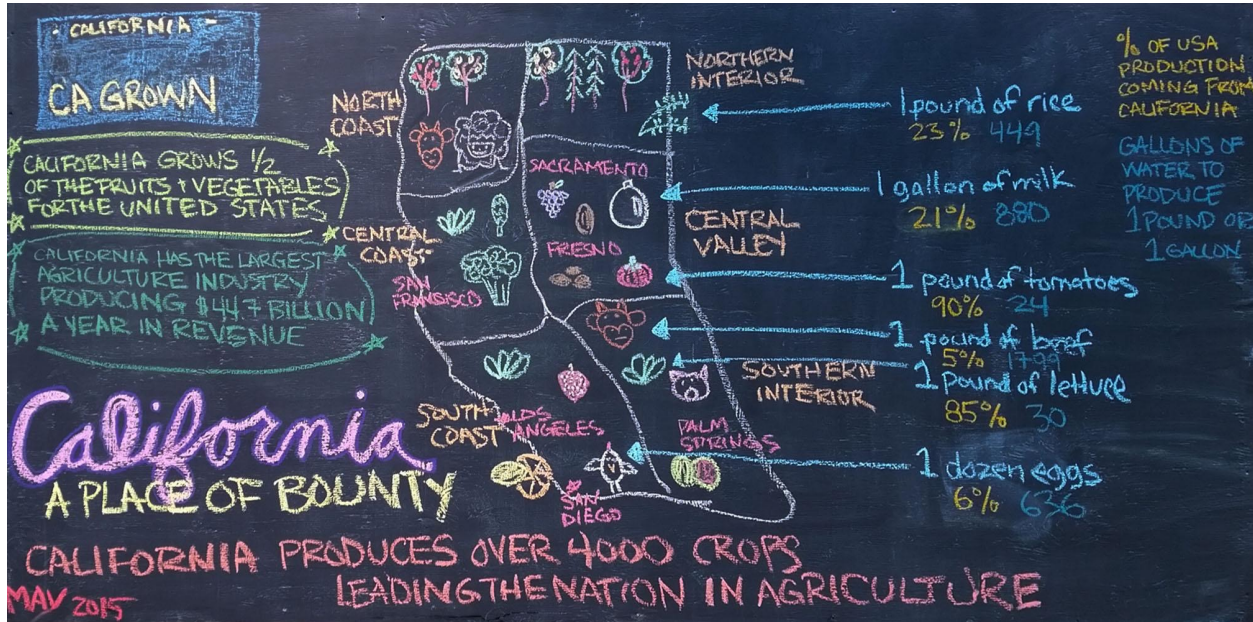 - CALIFORNIA -
CA GROWN
CALIFORNIA GROWS 1/2
OF THE FRUITS + VEGETABLES
FOR THE UNITED STATES
CALIFORNIA HAS THE LARGEST
AGRICULTURE INDUSTRY
PRODUCING $44.7 BILLION
A YEAR IN REVENUE
California
A PLACE OF BOUNTY
CALIFORNIA PRODUCES OVER 4000 CROPS
LEADING THE NATION IN AGRICULTURE
MAY 2015
NORTH
COAST
NORTHERN
INTERIOR
SACRAMENTO
CENTRAL
COAST
SAN
FRANSISCO
FRESNO
CENTRAL
VALLEY
SOUTH
COAST
LOS
ANGELES
SOUTHERN
INTERIOR
PALM
SPRINGS
SAN
DIEGO
1 pound of rice
23% 449
1 gallon of milk
21% 880
1 pound of tomatoes
90% 24
1 pound of beef
5% 1799
1 pound of lettuce
85% 30
1 dozen eggs
6% 636
% OF USA
PRODUCTION
COMING FROM
CALIFORNIA
GALLONS OF
WATER TO
PRODUCE
1 POUND OR
1 GALLON